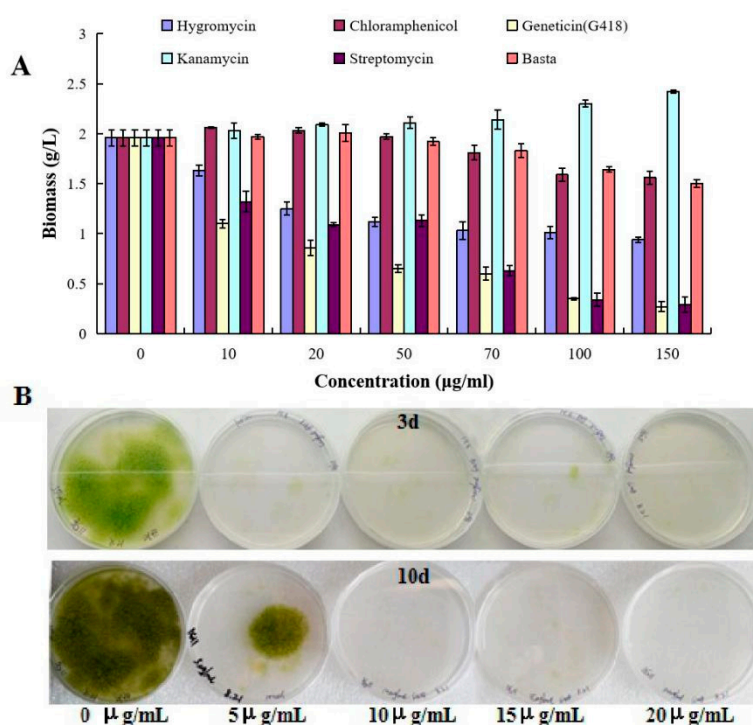 Hygromycin Chloramphenicol Geneticin(G418)
Kanamycin Streptomycin Basta
A
3
2.5
2
1.5
1
0.5
0
Biomass (g/L)
0 10 20 50 70 100 150
Concentration (µg/ml)
B
3d
10d
0 μ g/mL 5 μ g/mL 10 μ g/mL 15 μ g/mL 20 μ g/mL